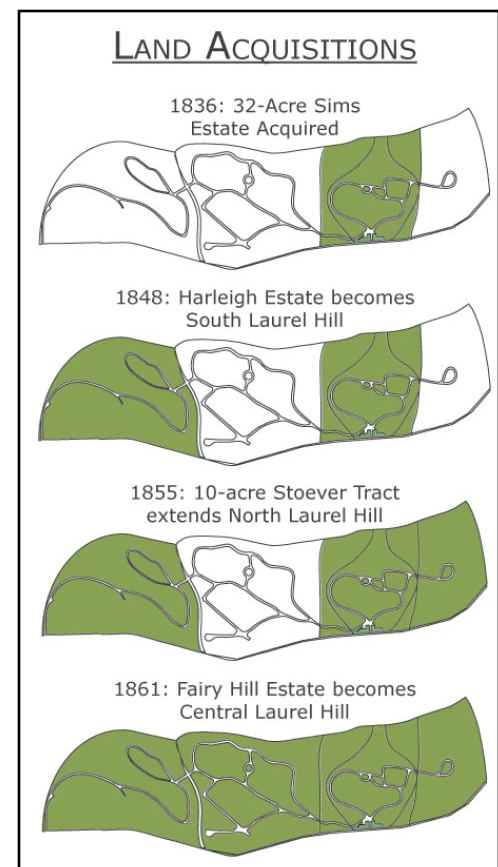 LAND ACQUISITIONS
1836: 32-Acre Sims
Estate Acquired
1848: Harleigh Estate becomes
South Laurel Hill
1855: 10-acre Stoever Tract
extends North Laurel Hill
1861: Fairy Hill Estate becomes
Central Laurel Hill